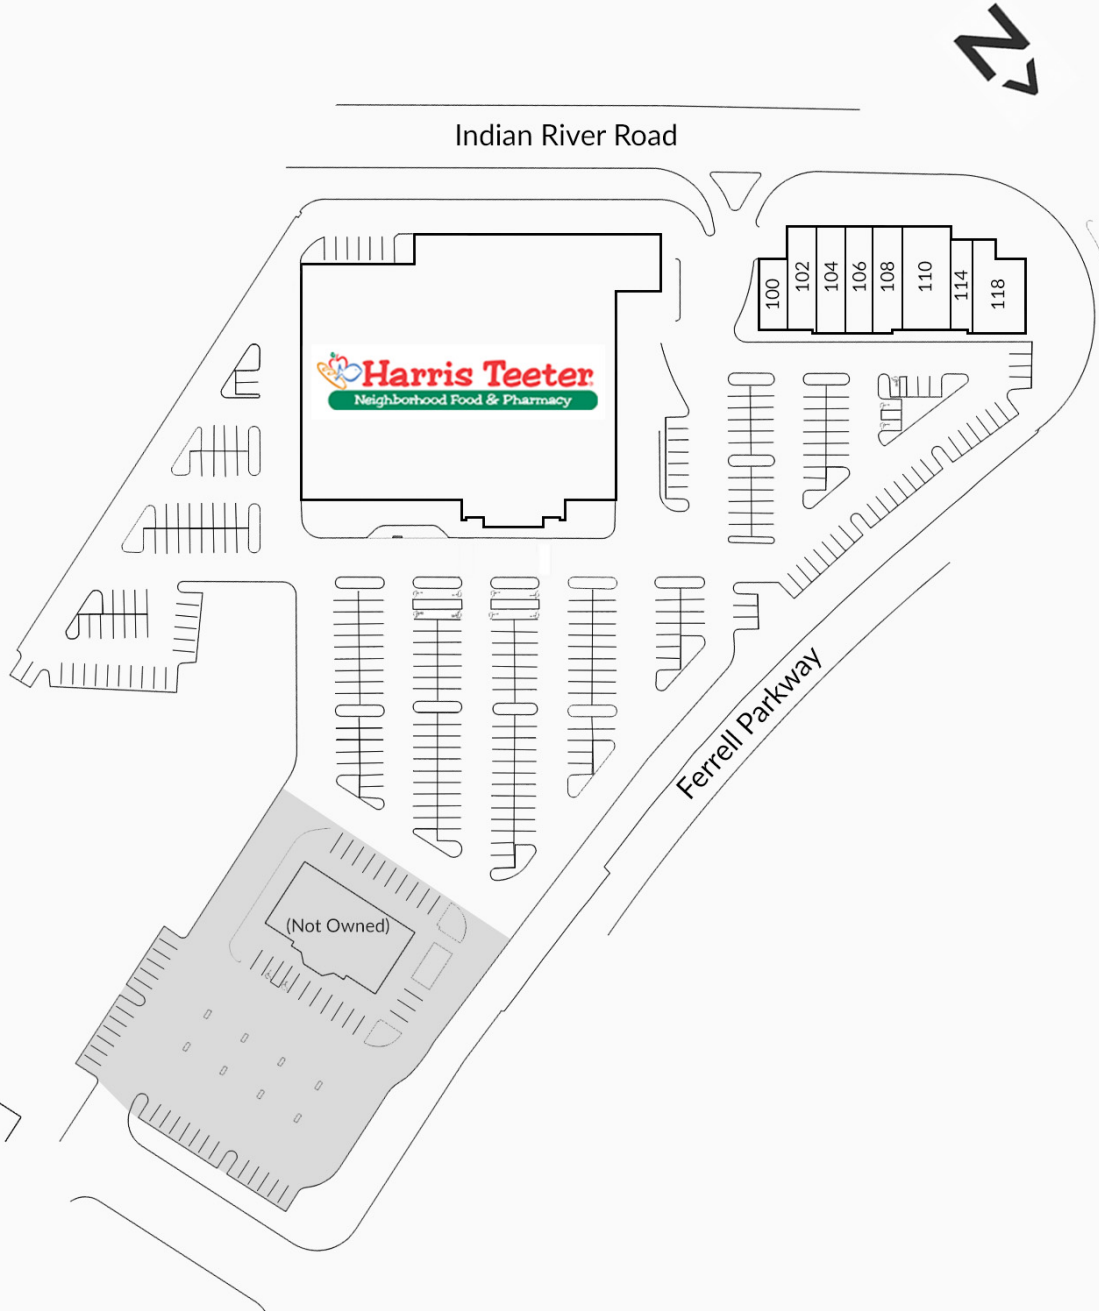 N
Indian River Road
100
102
104
106
108
110
114
118
Harris Teeter
Neighborhood Food & Pharmacy
Ferrell Parkway
(Not Owned)